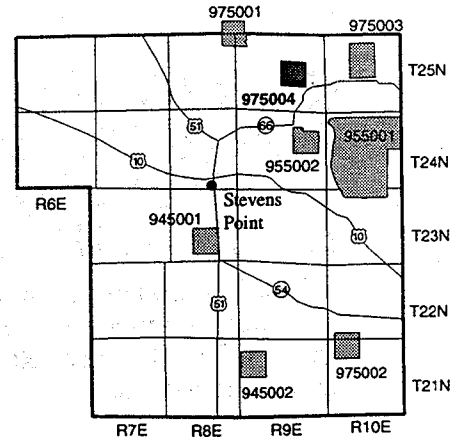 975001
975003
T25N
975004
51
66
955001
955002
T24N
10
R6E
Stevens
Point
945001
10
T23N
54
51
T22N
975002
945002
T21N
R7E R8E R9E R10E